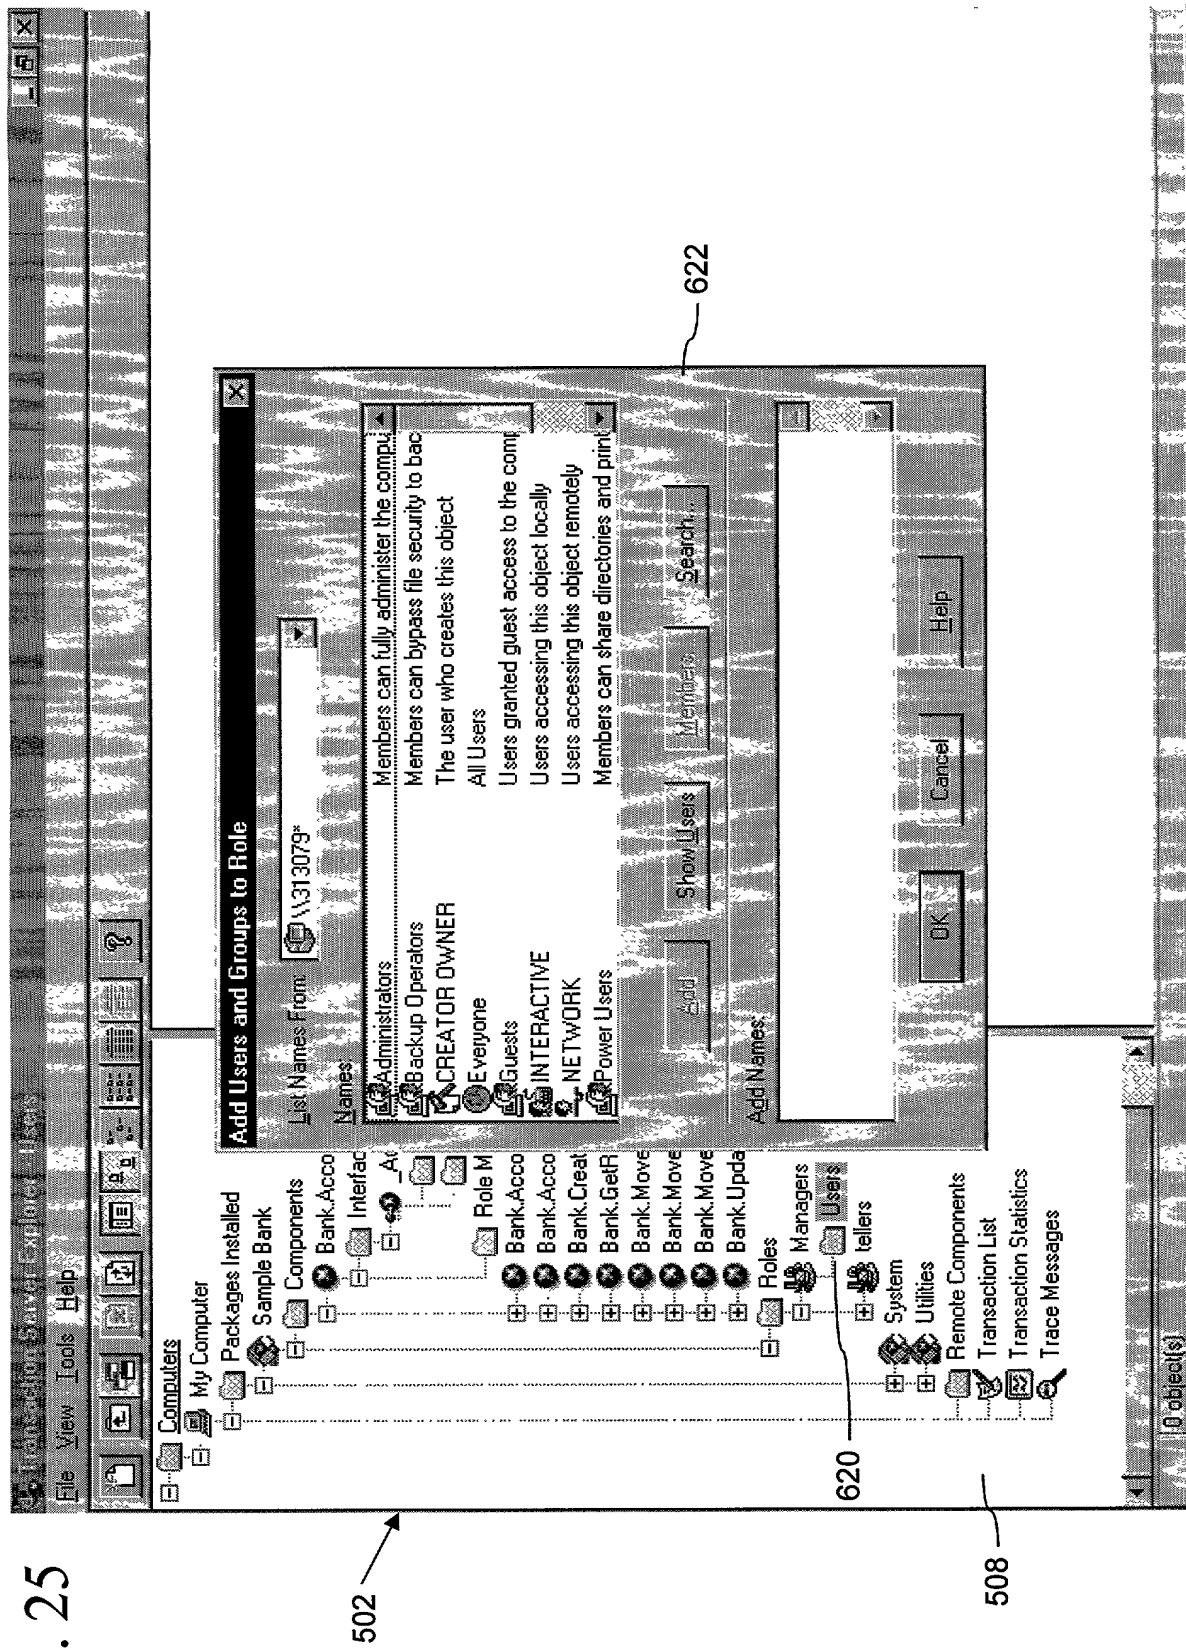 . 25
Transaction Server Explorer - Users
File View Tools Help
Computers
My Computer
Packages Installed
Sample Bank
Components
Bank.Acco
Interfac
_Ac
Role M
Bank.Acco
Bank.Acco
Bank.Creat
Bank.GetR
Bank.Move
Bank.Move
Bank.Move
Bank.Upda
Roles
Managers
Users
tellers
System
Utilities
Remote Components
Transaction List
Transaction Statistics
Trace Messages
0 object(s)
Add Users and Groups to Role
List Names From: \\313079*
Names:
Administrators Members can fully administer the compu
Backup Operators Members can bypass file security to bac
CREATOR OWNER The user who creates this object
Everyone All Users
Guests Users granted guest access to the comp
INTERACTIVE Users accessing this object locally
NETWORK Users accessing this object remotely
Power Users Members can share directories and print
Add Show Users Members... Search...
Add Names:
OK Cancel Help
502
508
620
622